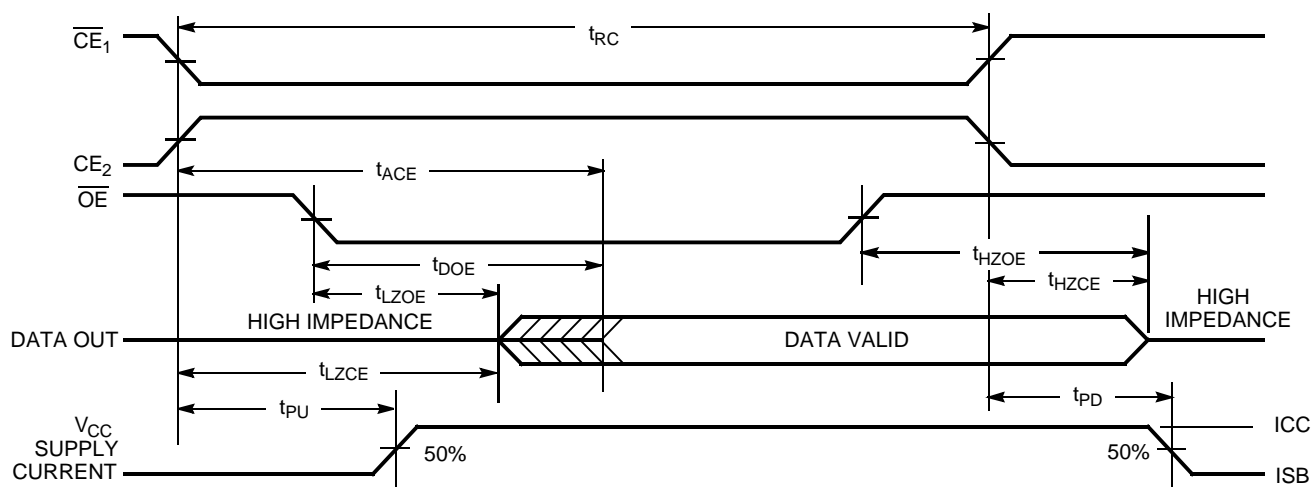 CE1
tRC
CE2
tACE
OE
tDOE
tHZOE
tLZOE
tHZCE
DATA OUT
HIGH IMPEDANCE
DATA VALID
HIGH
IMPEDANCE
tLZCE
tPU
tPD
VCC
SUPPLY
CURRENT
50%
50%
ICC
ISB